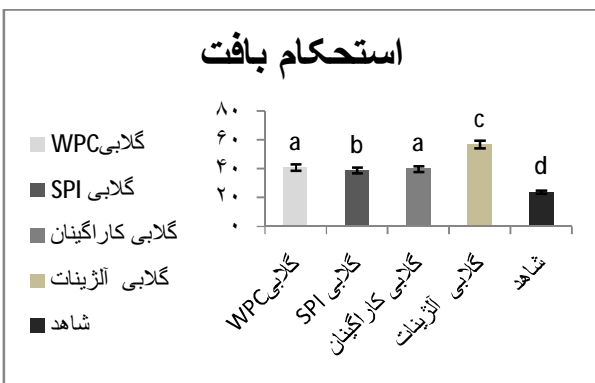 استحکام بافت
۸۰
۶۰
۴۰
۲۰
۰
a
b
a
c
d
گلابیWPC
گلابی SPI
گلابی کاراگینان
گلابی آلژینات
شاهد
گلابیWPC
گلابی SPI
گلابی کاراگینان
گلابی آلژینات
شاهد